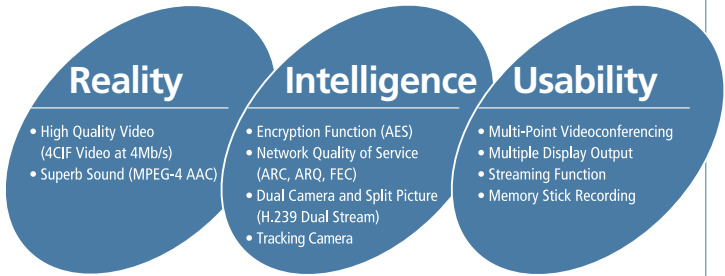 Reality
• High Quality Video
(4CIF Video at 4Mb/s)
• Superb Sound (MPEG-4 AAC)
Intelligence
• Encryption Function (AES)
• Network Quality of Service
(ARC, ARQ, FEC)
• Dual Camera and Split Picture
(H.239 Dual Stream)
• Tracking Camera
Usability
• Multi-Point Videoconferencing
• Multiple Display Output
• Streaming Function
• Memory Stick Recording